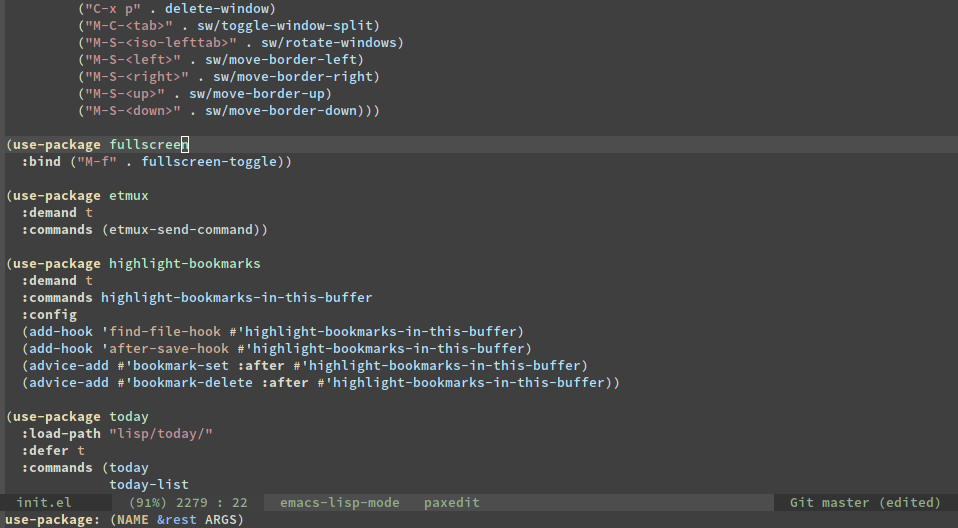 ("C-x p" . delete-window)
("M-C-<tab>" . sw/toggle-window-split)
("M-S-<iso-lefttab>" . sw/rotate-windows)
("M-S-<left>" . sw/move-border-left)
("M-S-<right>" . sw/move-border-right)
("M-S-<up>" . sw/move-border-up)
("M-S-<down>" . sw/move-border-down)))
(use-package fullscreen
:bind ("M-f" . fullscreen-toggle))
(use-package etmux
:demand t
:commands (etmux-send-command))
(use-package highlight-bookmarks
:demand t
:commands highlight-bookmarks-in-this-buffer
:config
(add-hook 'find-file-hook #'highlight-bookmarks-in-this-buffer)
(add-hook 'after-save-hook #'highlight-bookmarks-in-this-buffer)
(advice-add #'bookmark-set :after #'highlight-bookmarks-in-this-buffer)
(advice-add #'bookmark-delete :after #'highlight-bookmarks-in-this-buffer))
(use-package today
:load-path "lisp/today/"
:defer t
:commands (today
today-list
init.el (91%) 2279 : 22 emacs-lisp-mode paxedit Git master (edited)
use-package: (NAME &rest ARGS)